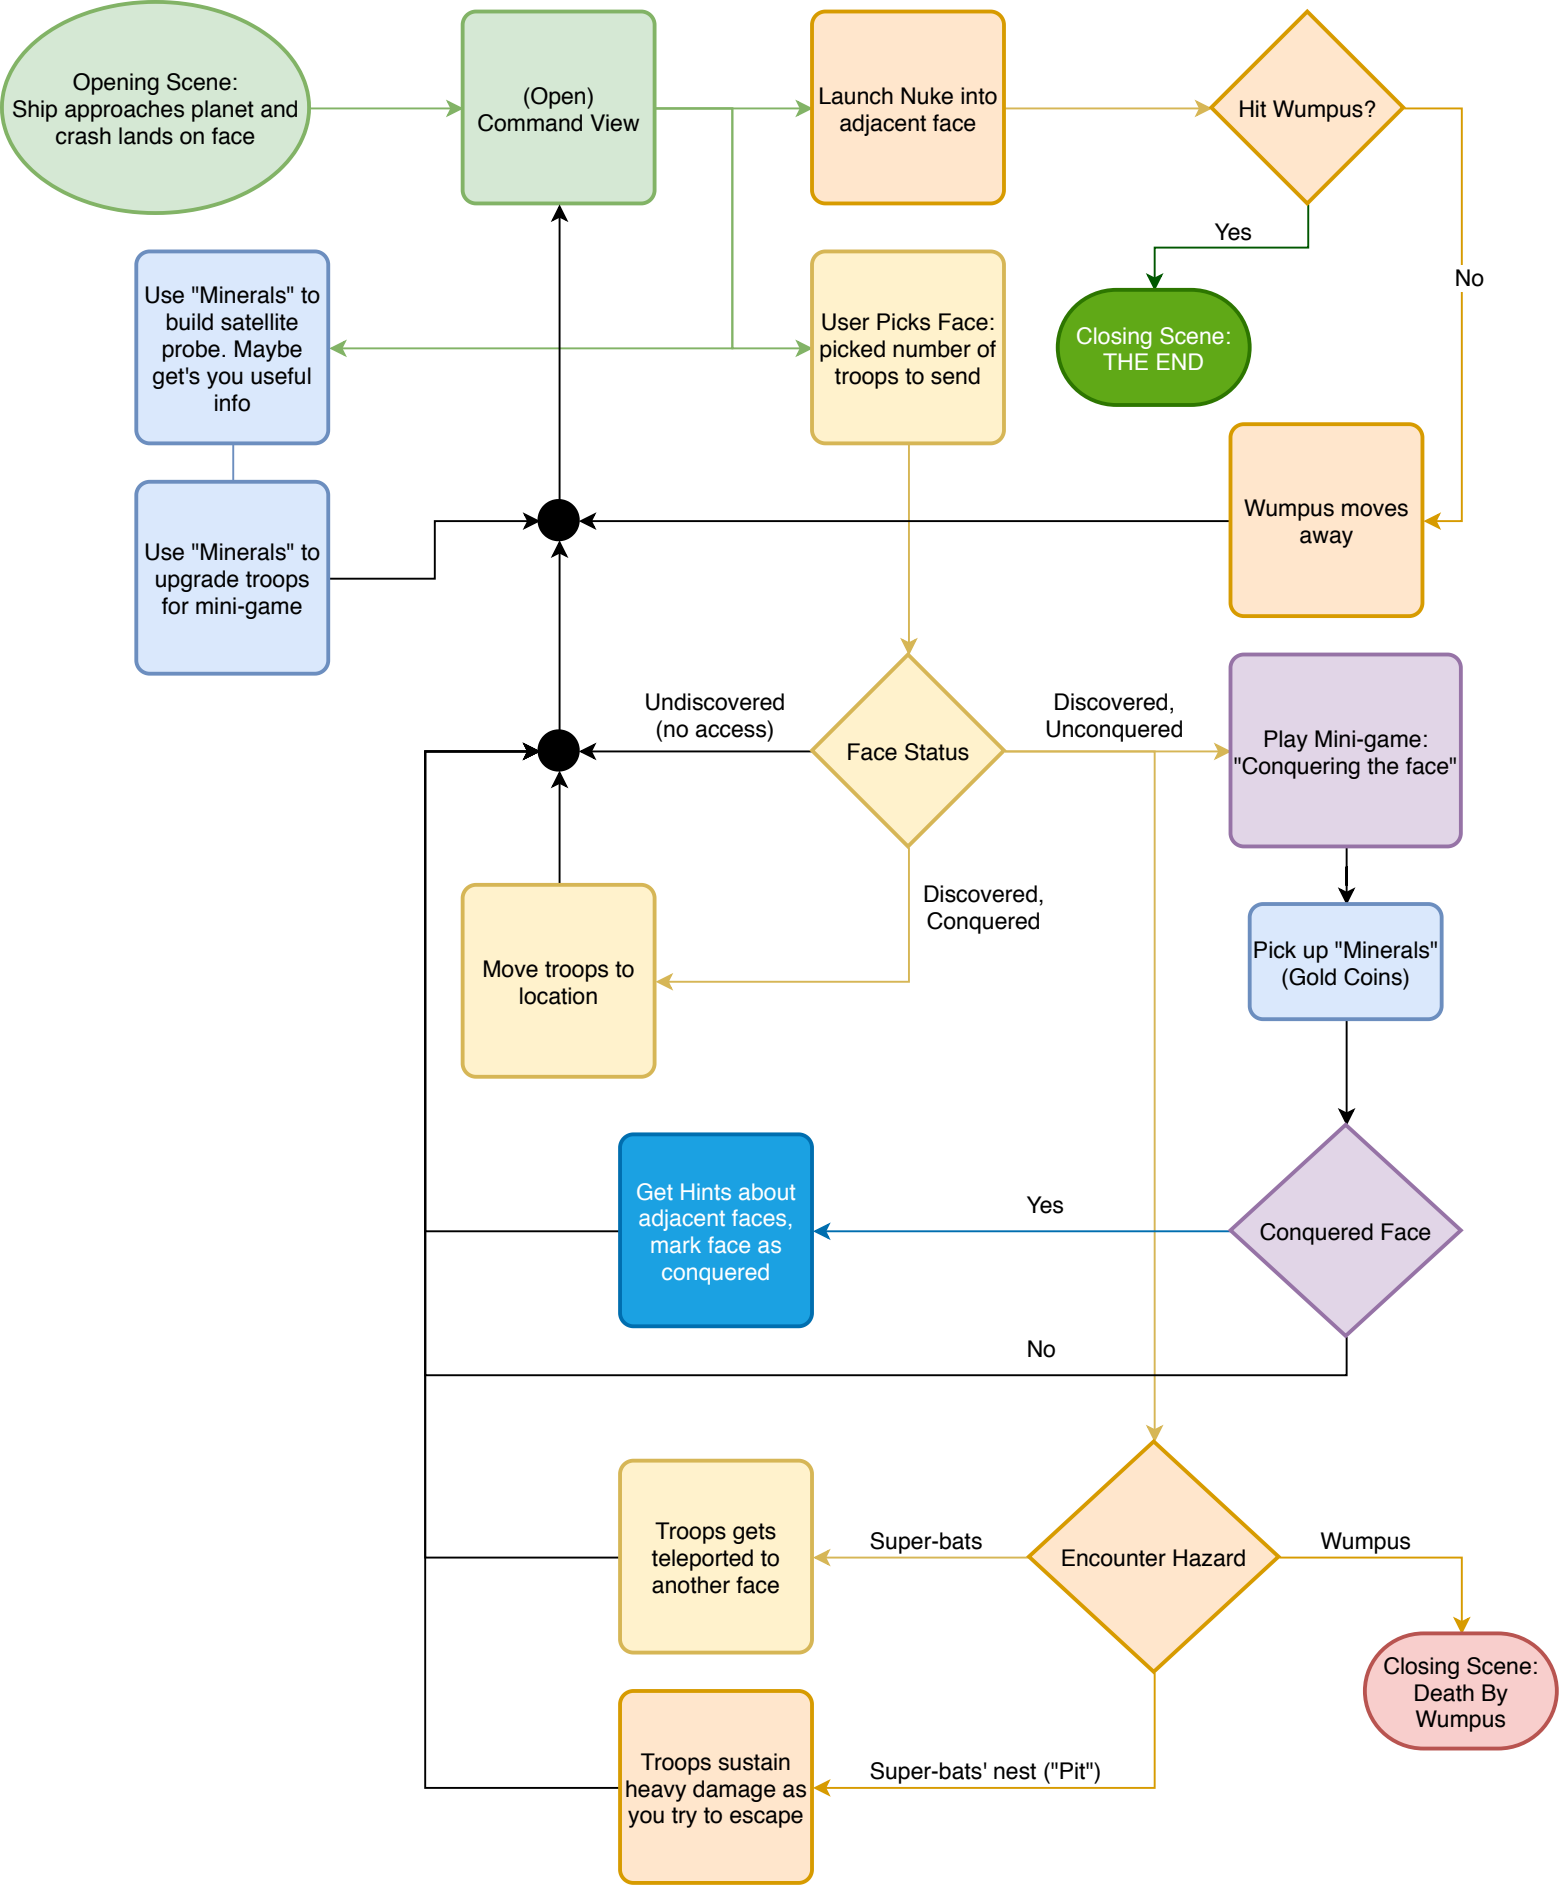 Opening Scene:
Ship approaches planet and
crash lands on face
(Open)
Command View
Launch Nuke into
adjacent face
Hit Wumpus?
Yes
No
Use "Minerals" to
build satellite
probe. Maybe
get's you useful
info
User Picks Face:
picked number of
troops to send
Closing Scene:
THE END
Wumpus moves
away
Use "Minerals" to
upgrade troops
for mini-game
Undiscovered
(no access)
Face Status
Discovered,
Unconquered
Play Mini-game:
"Conquering the face"
Discovered,
Conquered
Move troops to
location
Pick up "Minerals"
(Gold Coins)
Get Hints about
adjacent faces,
mark face as
conquered
Yes
Conquered Face
No
Troops gets
teleported to
another face
Super-bats
Encounter Hazard
Wumpus
Closing Scene:
Death By
Wumpus
Troops sustain
heavy damage as
you try to escape
Super-bats' nest ("Pit")